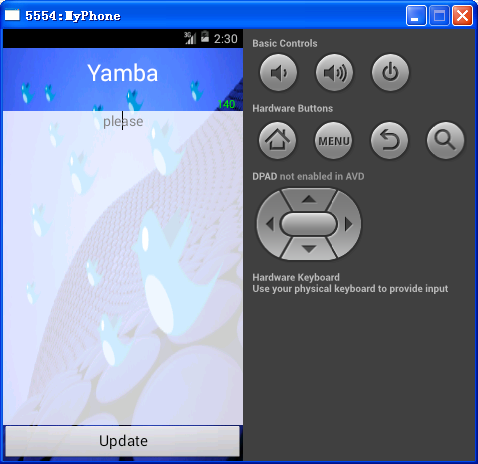 5554:MyPhone
3G 2:30
Yamba
140
please
Update
Basic Controls
Hardware Buttons
MENU
DPAD not enabled in AVD
Hardware Keyboard
Use your physical keyboard to provide input